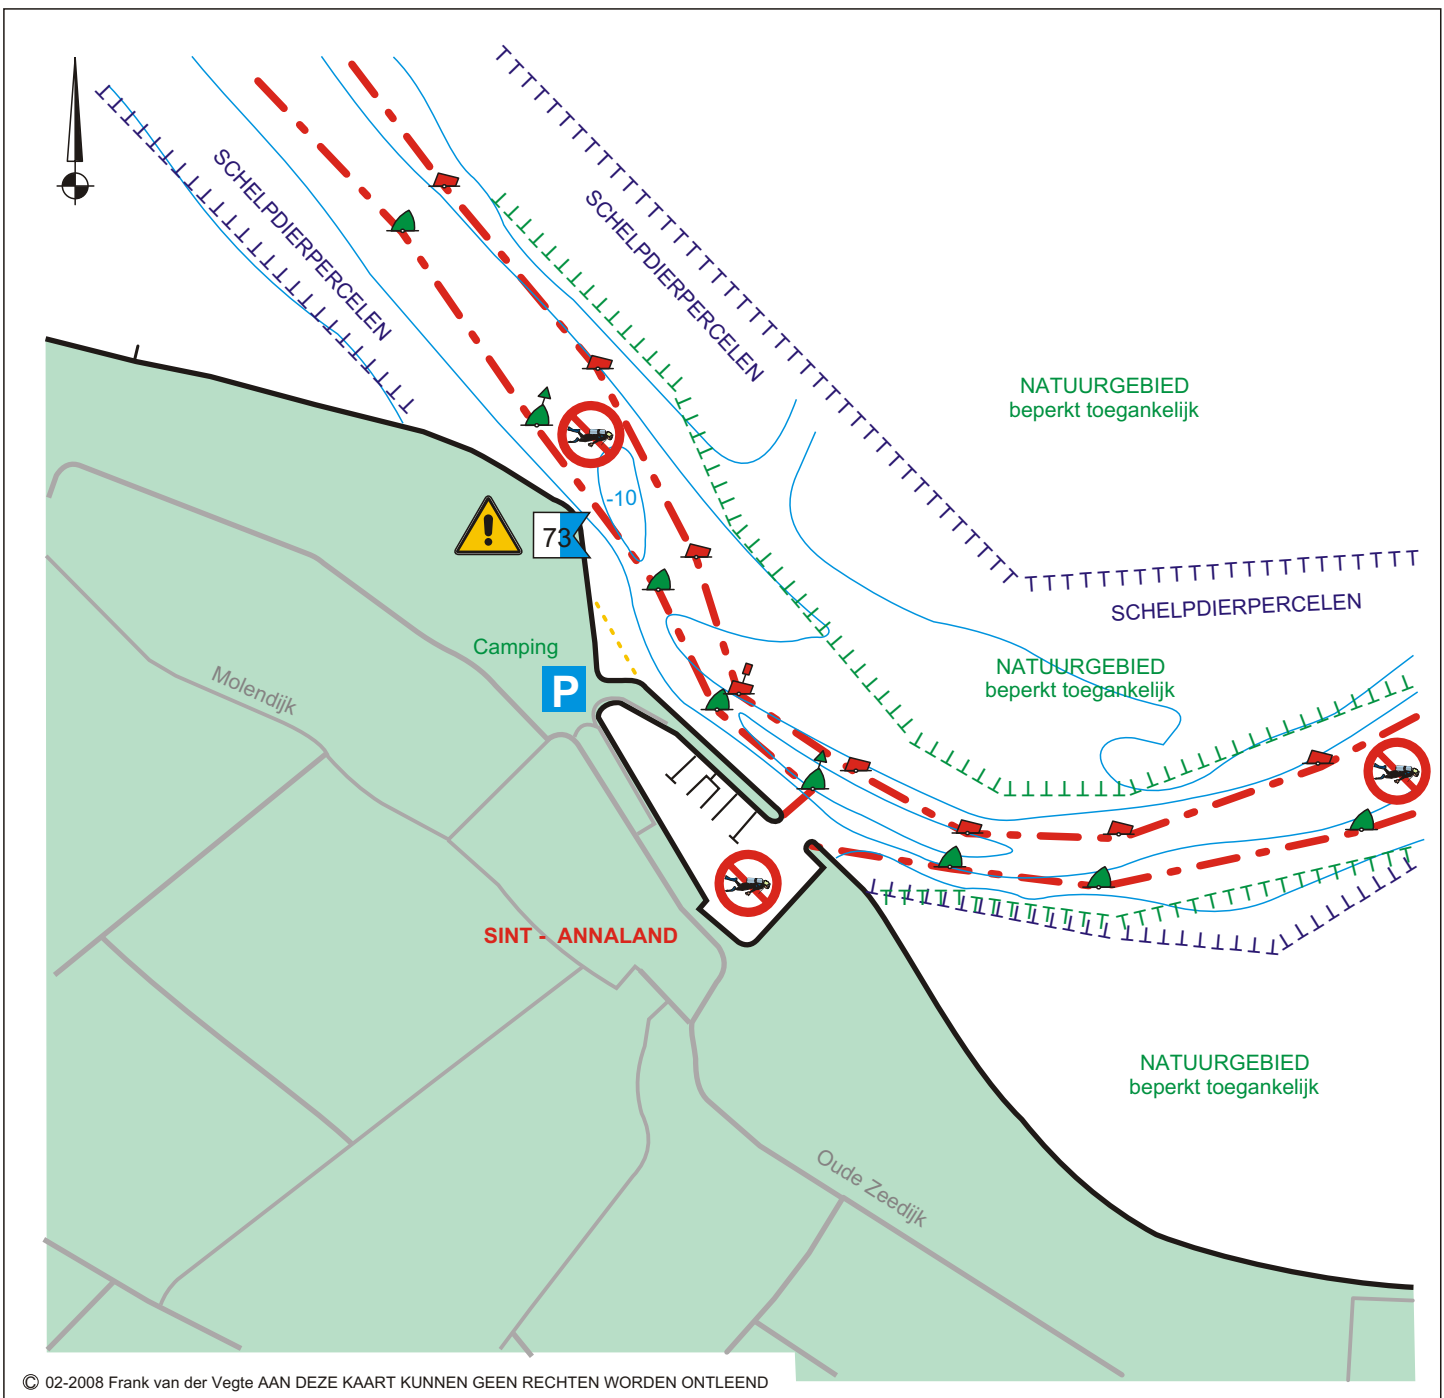 SCHELPDIERPERCELEN
SCHELPDIERPERCELEN
NATUURGEBIED
beperkt toegankelijk
-10
73
SCHELPDIERPERCELEN
Camping
P
NATUURGEBIED
beperkt toegankelijk
Molendijk
SINT - ANNALAND
NATUURGEBIED
beperkt toegankelijk
Oude Zeedijk
© 02-2008 Frank van der Vegte AAN DEZE KAART KUNNEN GEEN RECHTEN WORDEN ONTLEEND